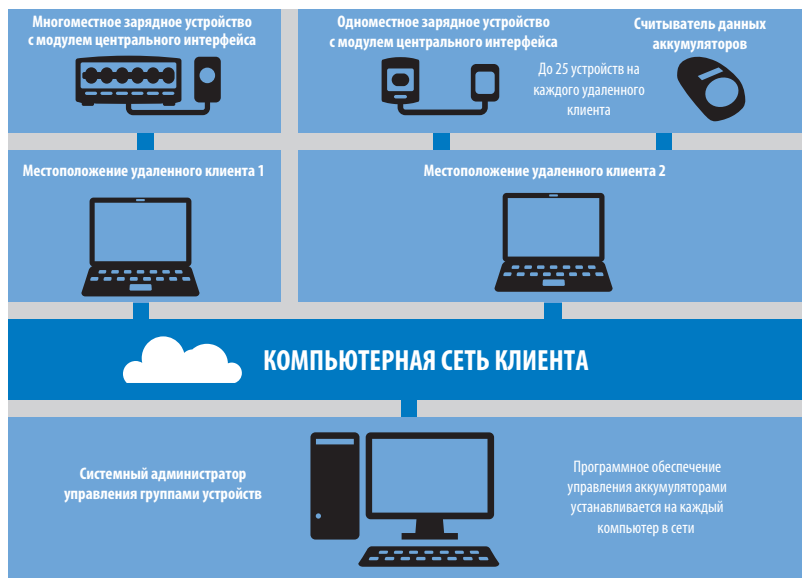 Многоместное зарядное устройство
с модулем центрального интерфейса
Одноместное зарядное устройство
с модулем центрального интерфейса
До 25 устройств на
каждого удаленного
клиента
Считыватель данных
аккумуляторов
Местоположение удаленного клиента 1
Местоположение удаленного клиента 2
КОМПЬЮТЕРНАЯ СЕТЬ КЛИЕНТА
Системный администратор
управления группами устройств
Программное обеспечение
управления аккумуляторами
устанавливается на каждый
компьютер в сети